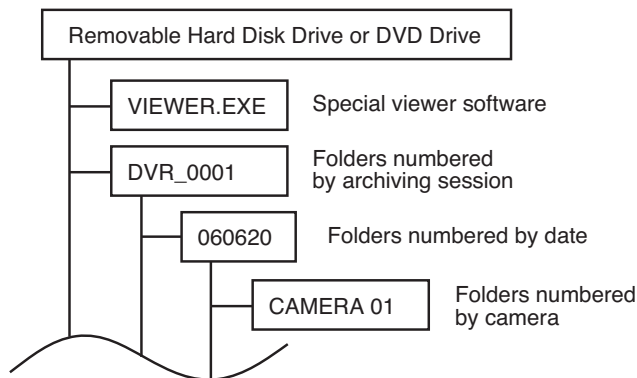 Removable Hard Disk Drive or DVD Drive
VIEWER.EXE
Special viewer software
DVR_0001
Folders numbered
by archiving session
060620
Folders numbered by date
CAMERA 01
Folders numbered
by camera